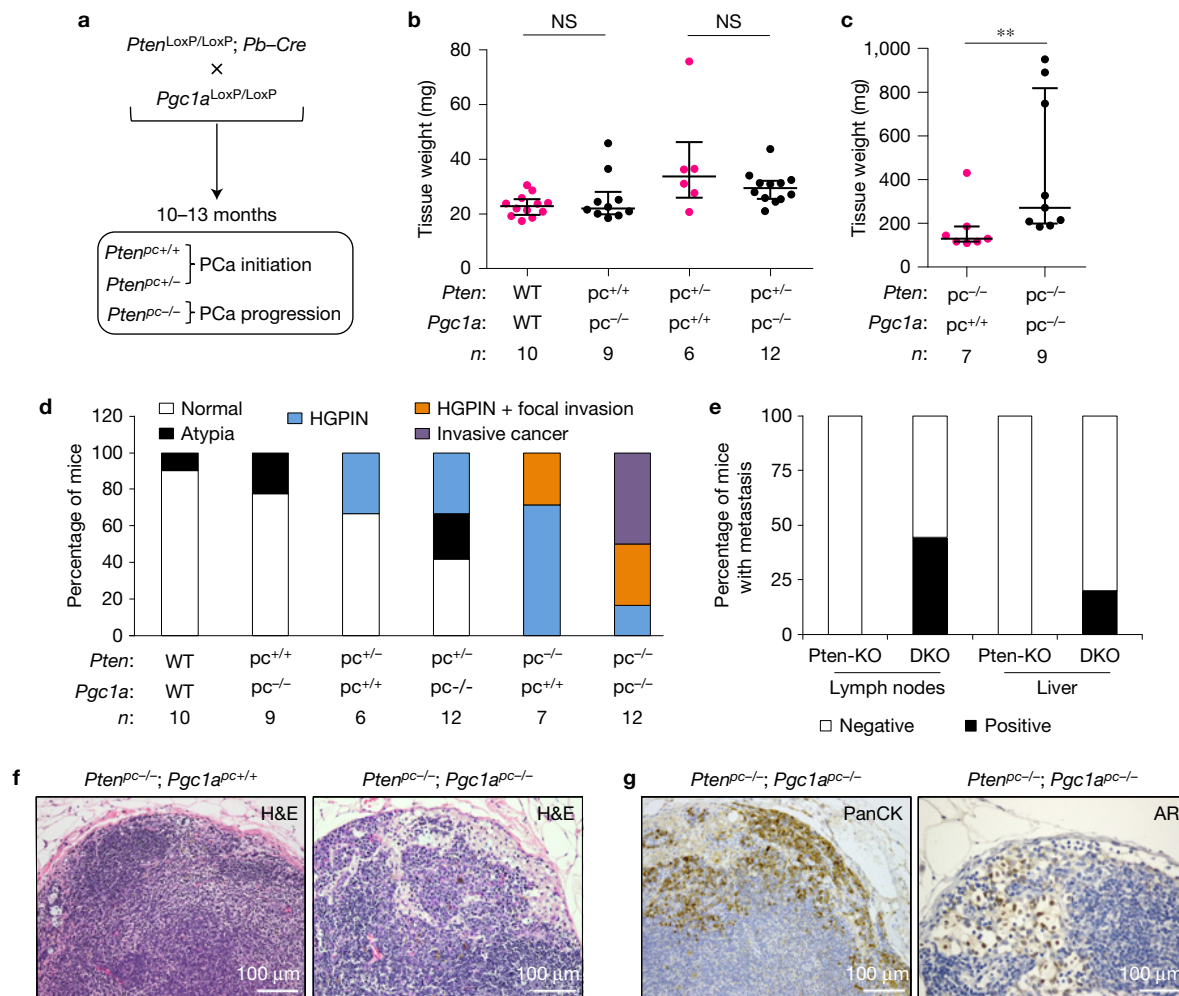 a
Pten^LoxP/LoxP; Pb-Cre
×
Pgc1a^LoxP/LoxP
10–13 months
Pten^pc+/+
Pten^pc+/–
PCa initiation
Pten^pc–/–
PCa progression
b
NS NS
80
60
40
20
0
Tissue weight (mg)
Pten: WT pc+/+ pc+/– pc+/–
Pgc1a: WT pc–/– pc+/+ pc–/–
n: 10 9 6 12
c
**
1,000
800
600
400
200
0
Tissue weight (mg)
Pten: pc–/– pc–/–
Pgc1a: pc+/+ pc–/–
n: 7 9
d
Normal HGPIN HGPIN + focal invasion
Atypia Invasive cancer
120
100
80
60
40
20
0
Percentage of mice
Pten: WT pc+/+ pc+/– pc+/– pc–/– pc–/–
Pgc1a: WT pc–/– pc+/+ pc-/- pc+/+ pc–/–
n: 10 9 6 12 7 12
e
100
75
50
25
0
Percentage of mice
with metastasis
Pten-KO DKO Pten-KO DKO
Lymph nodes Liver
Negative Positive
f
Pten^pc–/–; Pgc1a^pc+/+ Pten^pc–/–; Pgc1a^pc–/–
H&E H&E
100 μm 100 μm
g
Pten^pc–/–; Pgc1a^pc–/– Pten^pc–/–; Pgc1a^pc–/–
PanCK AR
100 μm 100 μm